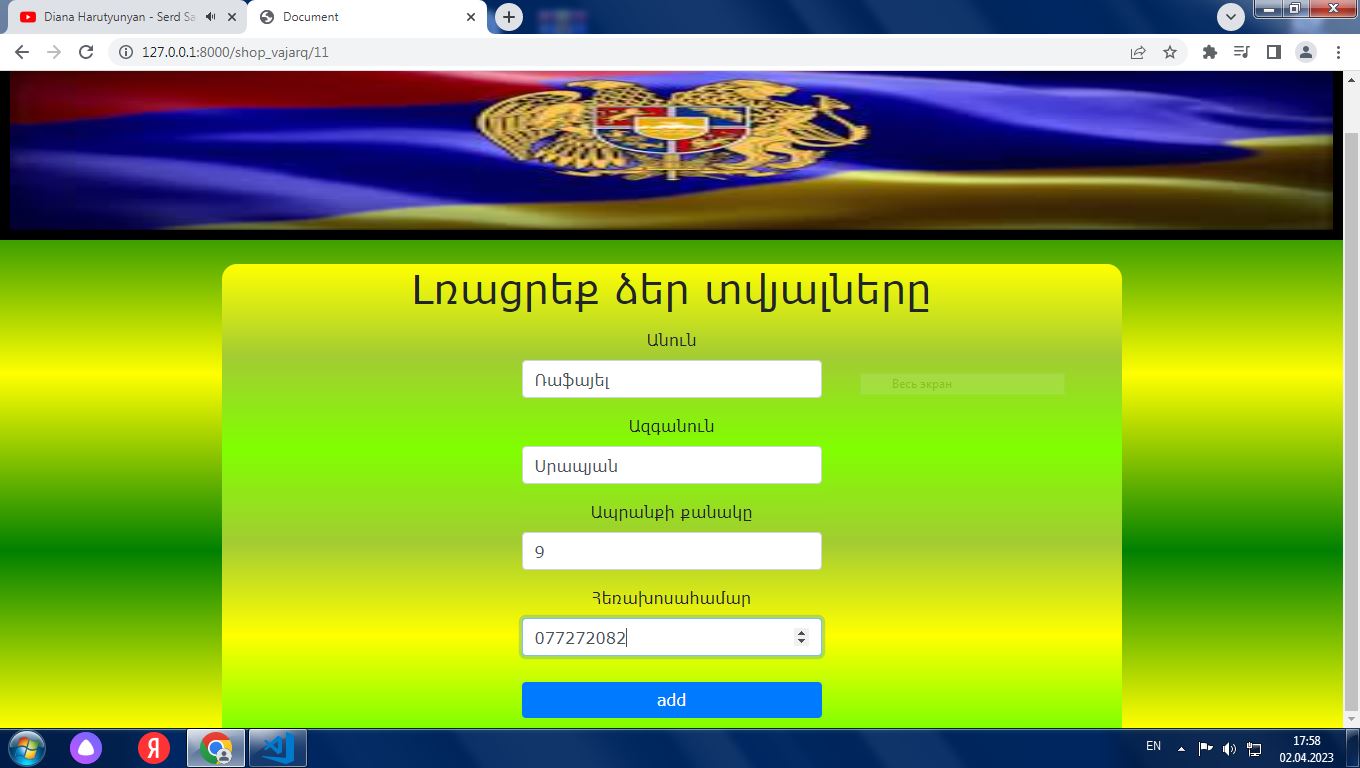 Diana Harutyunyan - Serd Sa
Document
127.0.0.1:8000/shop_vajarq/11
Լռացրեք ձեր տվյալները
Անուն
Ռաֆայել
Весь экран
Ազգանուն
Սրապյան
Ապրանքի քանակը
9
Հեռախոսահամար
077272082
add
Я
EN
17:58
02.04.2023